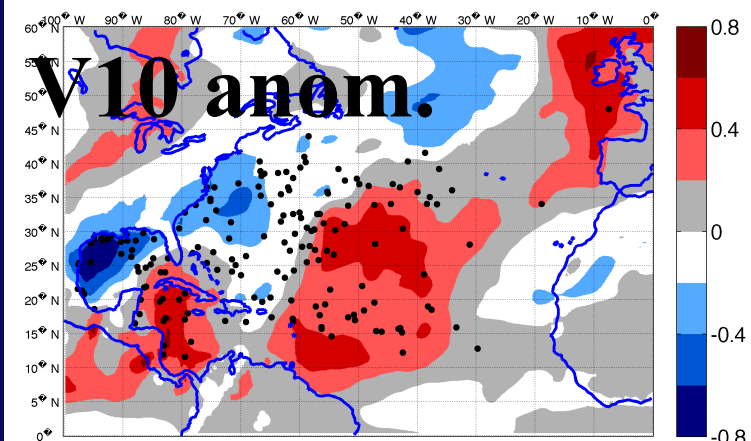 100� W 90� W 80� W 70� W 60� W 50� W 40� W 30� W 20� W 10� W 0�
60� N
55� N
V10 anom.
50� N
45� N
40� N
35� N
30� N
25� N
20� N
15� N
10� N
5� N
0�
0.8
0.4
0
-0.4
-0.8